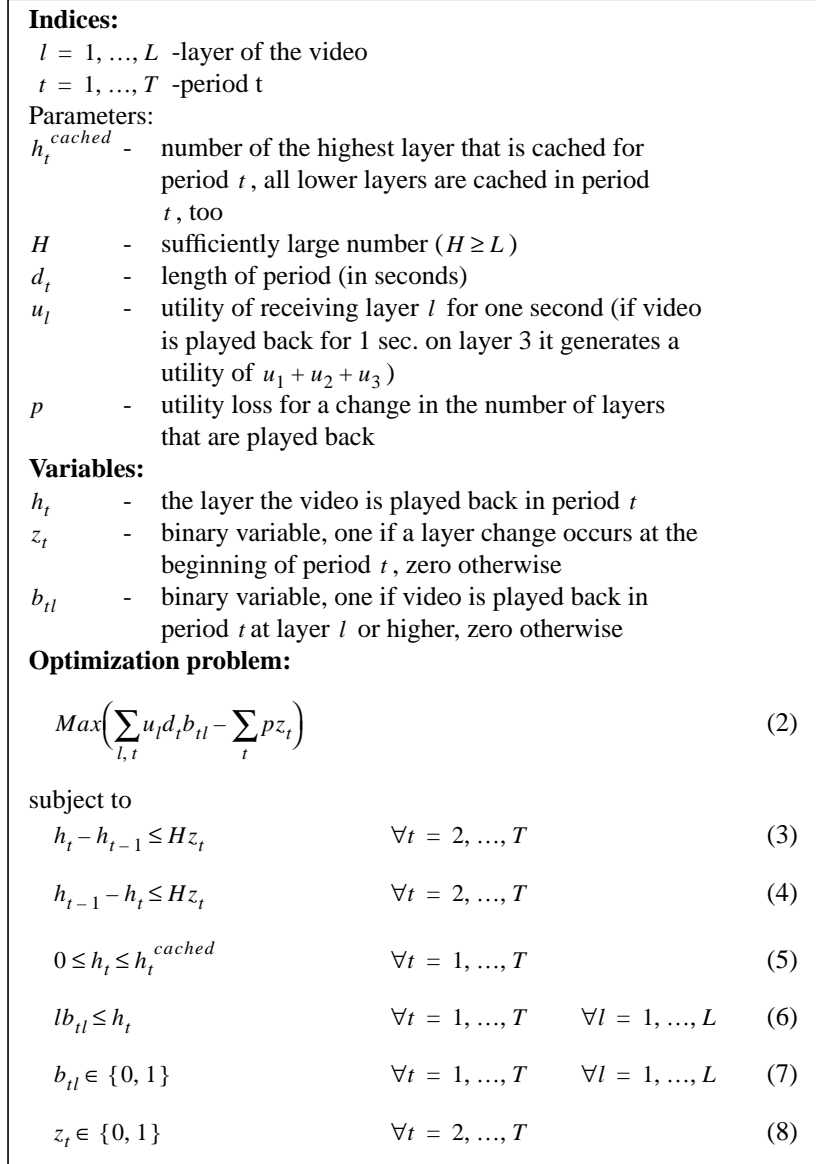 Indices:
l = 1, ..., L -layer of the video
t = 1, ..., T -period t
Parameters:
h_t^{cached} - number of the highest layer that is cached for
period t, all lower layers are cached in period
t, too
H - sufficiently large number (H ≥ L)
d_t - length of period (in seconds)
u_l - utility of receiving layer l for one second (if video
is played back for 1 sec. on layer 3 it generates a
utility of u_1 + u_2 + u_3)
p - utility loss for a change in the number of layers
that are played back
Variables:
h_t - the layer the video is played back in period t
z_t - binary variable, one if a layer change occurs at the
beginning of period t, zero otherwise
b_{tl} - binary variable, one if video is played back in
period t at layer l or higher, zero otherwise
Optimization problem:
Max(∑_{l, t} u_l d_t b_{tl} – ∑_t p z_t) (2)
subject to
h_t – h_{t – 1} ≤ H z_t ∀t = 2, ..., T (3)
h_{t – 1} – h_t ≤ H z_t ∀t = 2, ..., T (4)
0 ≤ h_t ≤ h_t^{cached} ∀t = 1, ..., T (5)
l b_{tl} ≤ h_t ∀t = 1, ..., T ∀l = 1, ..., L (6)
b_{tl} ∈ {0, 1} ∀t = 1, ..., T ∀l = 1, ..., L (7)
z_t ∈ {0, 1} ∀t = 2, ..., T (8)